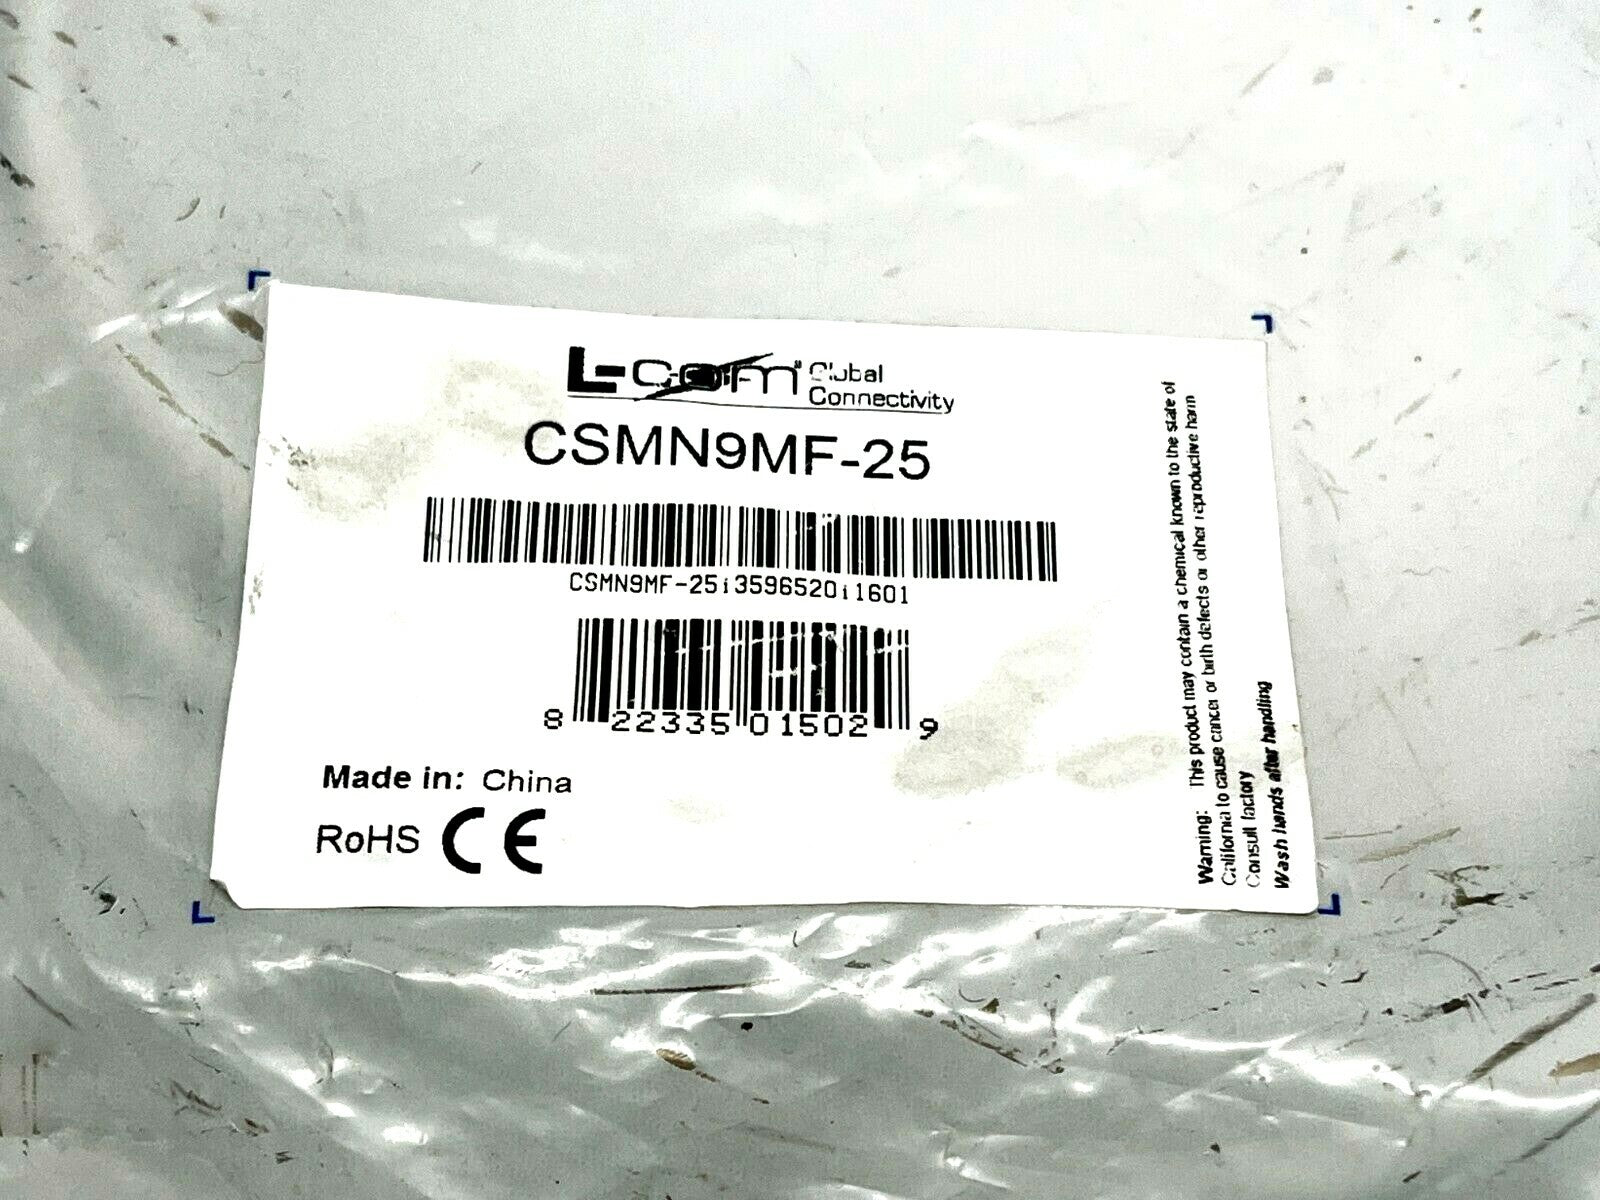 L-com Global
Connectivity
CSMN9MF-25
CSMN9MF-25¡3596520¡1601
8 22335 01502 9
Made in: China
RoHS CE
Warning: This product may contain a chemical known to the state of
California to cause cancer or birth defects or other reproductive harm
Consult factory
Wash hands after handling